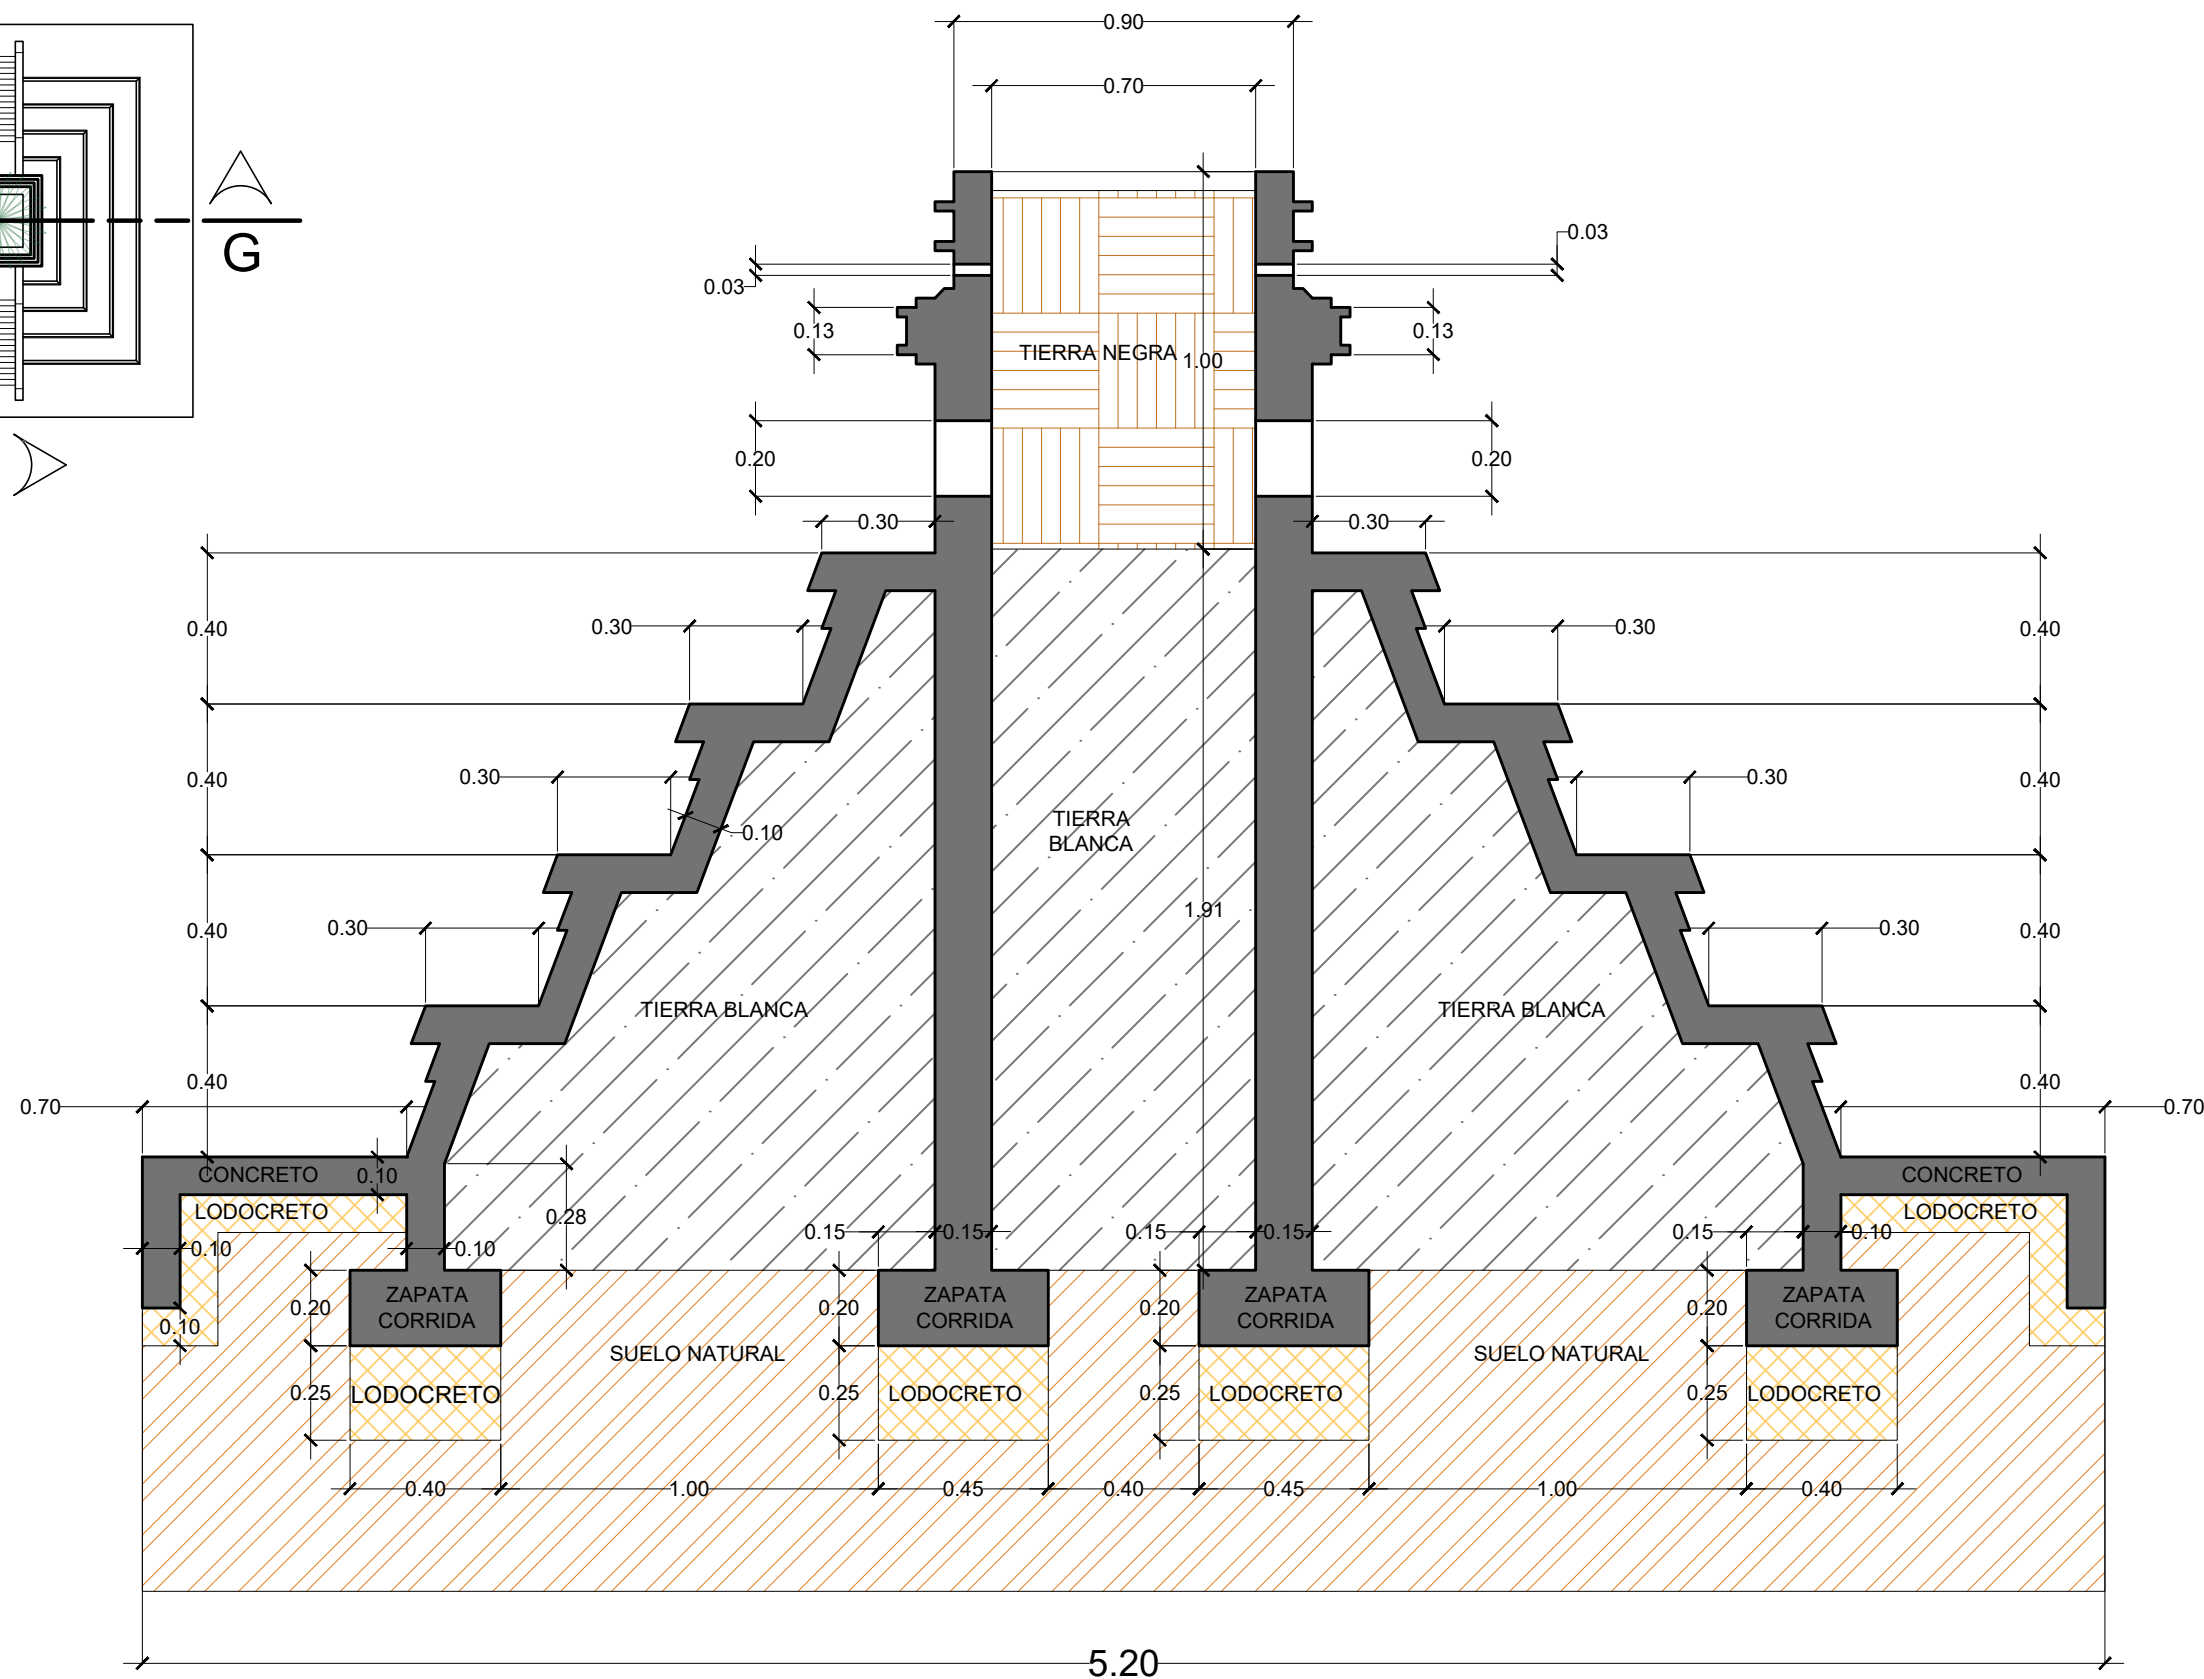 0.90
0.70
G
0.03
0.03
0.13
0.13
TIERRA NEGRA
1.00
0.20
0.20
0.30
0.30
0.40
0.30
0.30
0.40
0.40
0.30
0.30
0.40
0.10
TIERRA
BLANCA
1.91
0.40
0.30
0.30
0.40
TIERRA BLANCA
TIERRA BLANCA
0.40
0.40
0.70
0.70
CONCRETO
0.10
CONCRETO
LODOCRETO
0.28
LODOCRETO
0.10
0.10
0.15
0.15
0.15
0.15
0.15
0.10
ZAPATA
CORRIDA
ZAPATA
CORRIDA
ZAPATA
CORRIDA
ZAPATA
CORRIDA
0.10
0.20
0.20
0.20
0.20
SUELO NATURAL
SUELO NATURAL
0.25
LODOCRETO
0.25
LODOCRETO
0.25
LODOCRETO
0.25
LODOCRETO
0.40
1.00
0.45
0.40
0.45
1.00
0.40
5.20